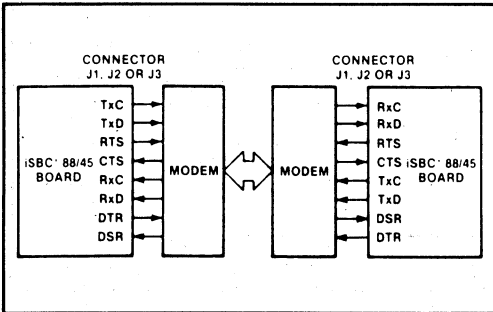 CONNECTOR
J1, J2 OR J3
CONNECTOR
J1, J2 OR J3
TxC
TxD
RTS
CTS
RxC
RxD
DTR
DSR
iSBC® 88/45
BOARD
MODEM
MODEM
RxC
RxD
RTS
CTS
TxC
TxD
DSR
DTR
iSBC® 88/45
BOARD